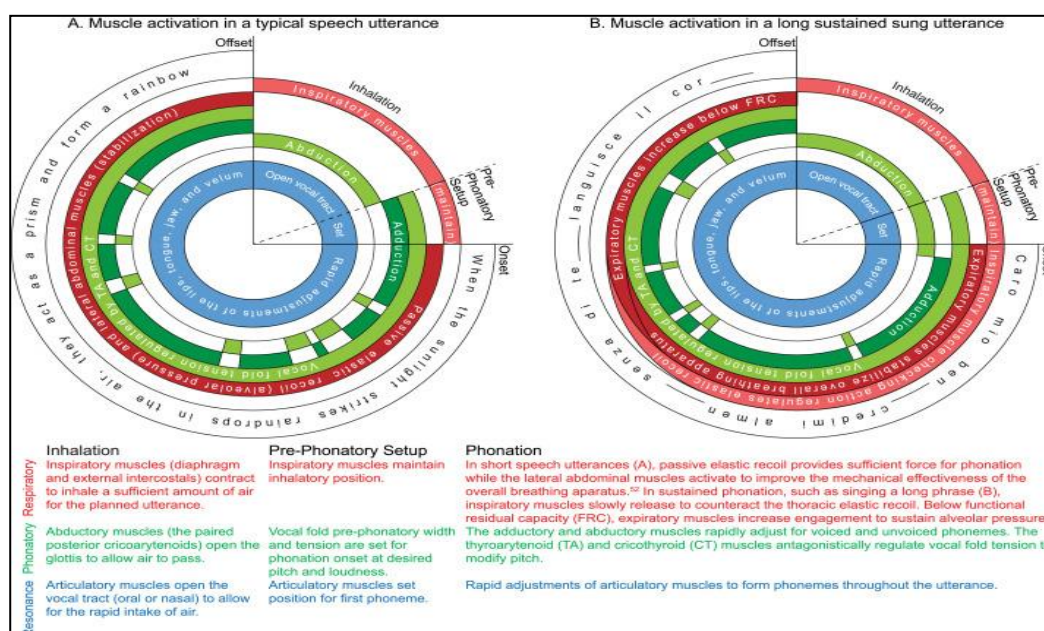 A. Muscle activation in a typical speech utterance
Offset
Inhalation
Pre-Phonatory
Setup
Onset
When the sunlight strikes raindrops in the air, they act as a prism and form a rainbow
Inspiratory muscles (maintain)
Passive elastic recoil (alveolar pressure) and lateral abdominal muscles (stabilization)
Abduction
Adduction
Vocal fold tension regulated by TA and CT
Open vocal tract
Set
Rapid adjustments of the lips, tongue, jaw, and velum
B. Muscle activation in a long sustained sung utterance
Offset
Inhalation
Pre-Phonatory
Setup
Caro mio ben credimi almen senza di te languisce il cor
Inspiratory muscles (maintain)
Inspiratory muscle checking action regulates elastic recoil
Expiratory muscles stabilize overall breathing apparatus
Expiratory muscles increase below FRC
Abduction
Adduction
Vocal fold tension regulated by TA and CT
Open vocal tract
Set
Rapid adjustments of the lips, tongue, jaw, and velum
Inhalation
Pre-Phonatory Setup
Phonation
Respiratory
Inspiratory muscles (diaphragm
and external intercostals) contract
to inhale a sufficient amount of air
for the planned utterance.
Inspiratory muscles maintain
inhalatory position.
In short speech utterances (A), passive elastic recoil provides sufficient force for phonation
while the lateral abdominal muscles activate to improve the mechanical effectiveness of the
overall breathing apparatus.⁵² In sustained phonation, such as singing a long phrase (B),
inspiratory muscles slowly release to counteract the thoracic elastic recoil. Below functional
residual capacity (FRC), expiratory muscles increase engagement to sustain alveolar pressure
Phonatory
Abductory muscles (the paired
posterior cricoarytenoids) open the
glottis to allow air to pass.
Vocal fold pre-phonatory width
and tension are set for
phonation onset at desired
pitch and loudness.
The adductory and abductory muscles rapidly adjust for voiced and unvoiced phonemes. The
thyroarytenoid (TA) and cricothyroid (CT) muscles antagonistically regulate vocal fold tension t
modify pitch.
Resonance
Articulatory muscles open the
vocal tract (oral or nasal) to allow
for the rapid intake of air.
Articulatory muscles set
position for first phoneme.
Rapid adjustments of articulatory muscles to form phonemes throughout the utterance.